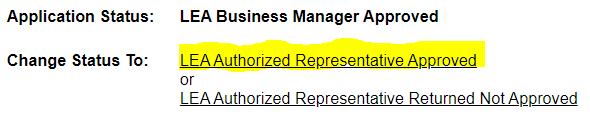 Application Status: LEA Business Manager Approved
Change Status To: LEA Authorized Representative Approved
or
LEA Authorized Representative Returned Not Approved